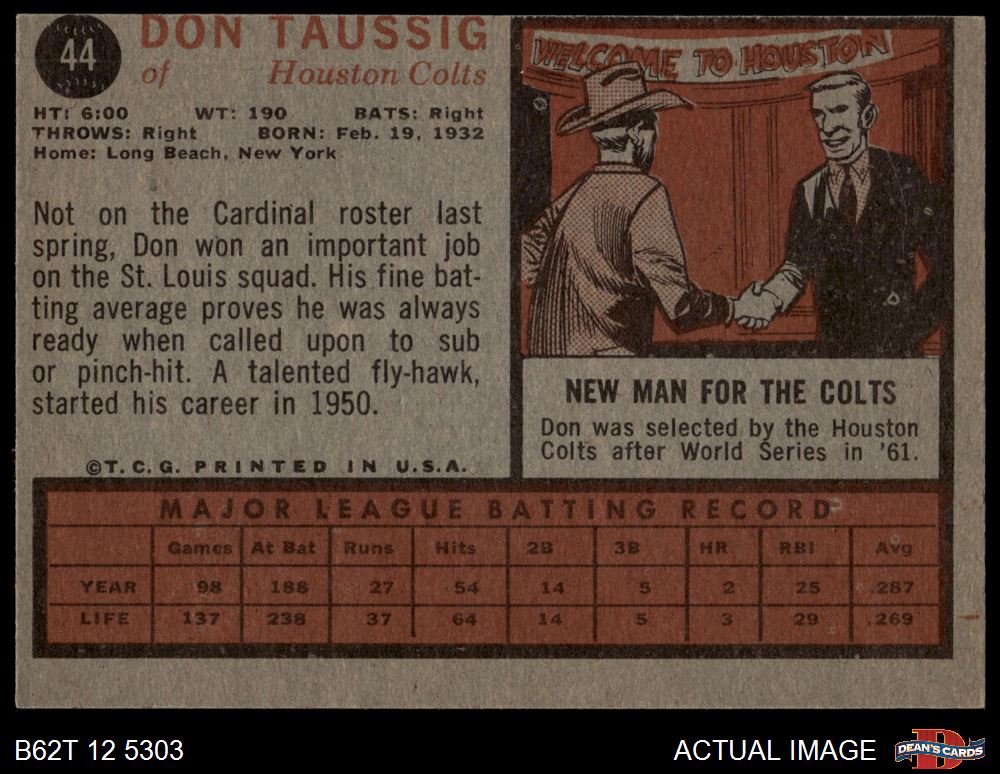 44
DON TAUSSIG
of Houston Colts
HT: 6:00 WT: 190 BATS: Right
THROWS: Right BORN: Feb. 19, 1932
Home: Long Beach, New York
Not on the Cardinal roster last
spring, Don won an important job
on the St. Louis squad. His fine bat-
ting average proves he was always
ready when called upon to sub
or pinch-hit. A talented fly-hawk,
started his career in 1950.
©T.C.G. PRINTED IN U.S.A.
WELCOME TO HOUSTON
NEW MAN FOR THE COLTS
Don was selected by the Houston
Colts after World Series in '61.
MAJOR LEAGUE BATTING RECORD
Games At Bat Runs Hits 2B 3B HR RBI Avg
YEAR 98 188 27 54 14 5 2 25 .287
LIFE 137 238 37 64 14 5 3 29 .269
B62T 12 5303
ACTUAL IMAGE
D
DEAN'S CARDS